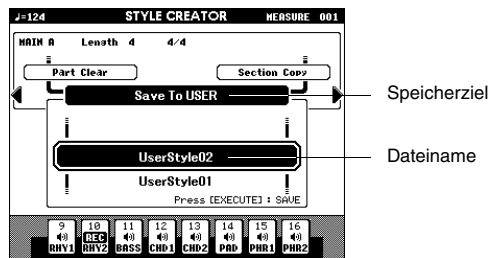 ♩=124 STYLE CREATOR MEASURE 001
MAIN A Length 4 4/4
Part Clear Section Copy
Save To USER Speicherziel
UserStyle02 Dateiname
UserStyle01
Press [EXECUTE] : SAVE
9 10 11 12 13 14 15 16
REC
RHY1 RHY2 BASS CHD1 CHD2 PAD PHR1 PHR2